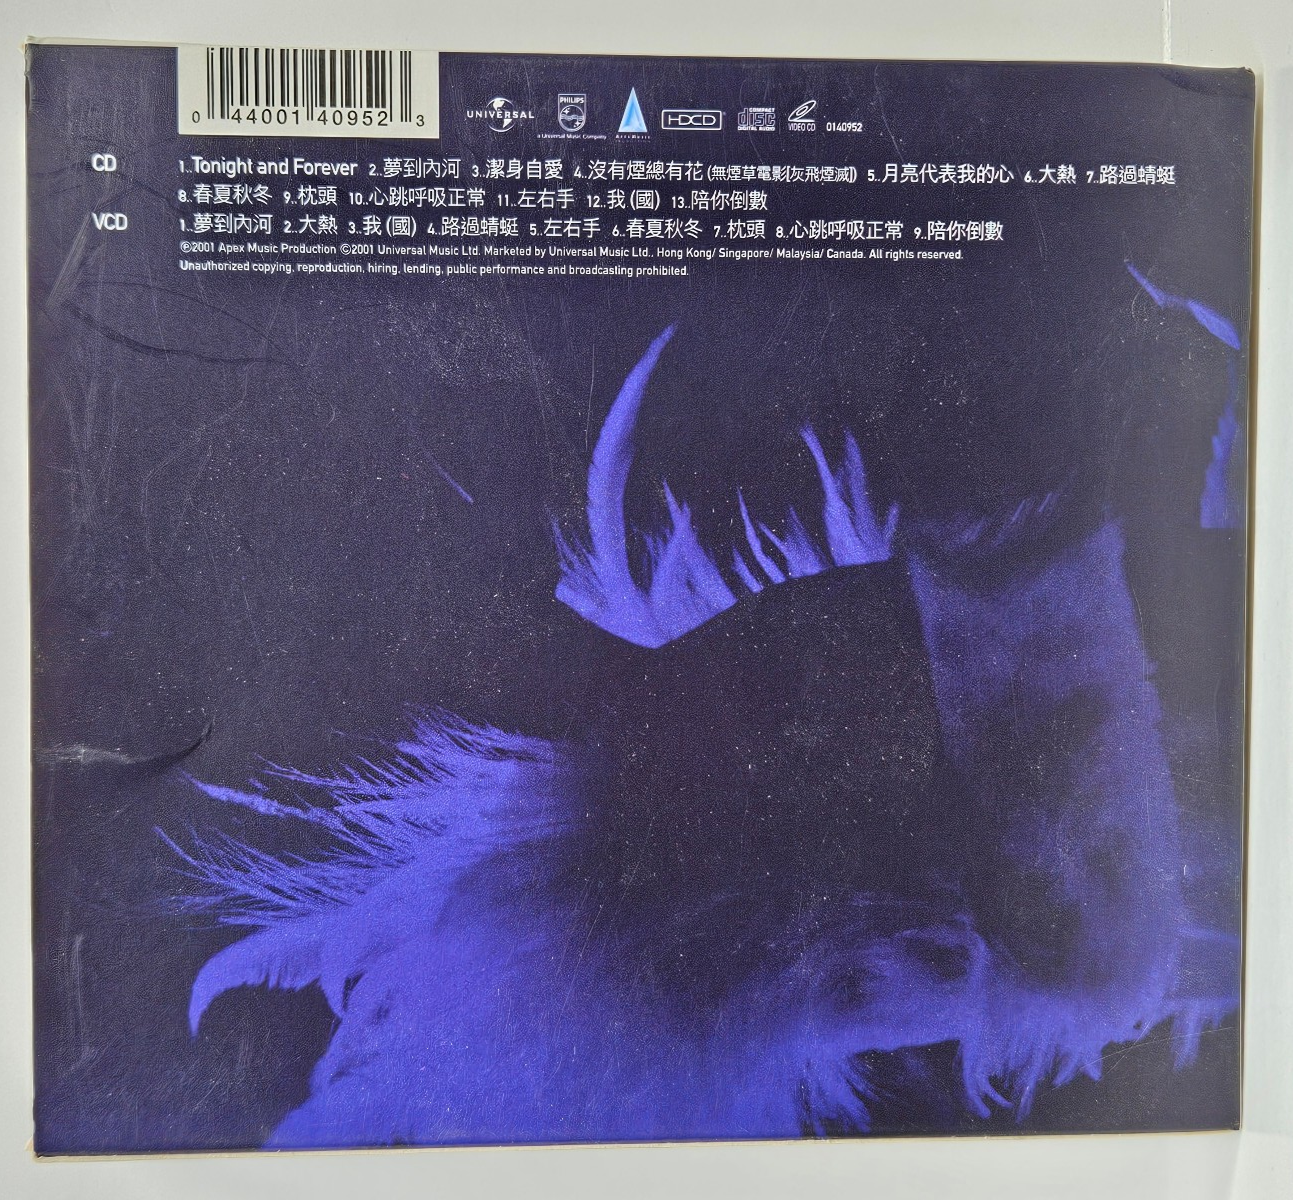 0 44001 40952 3
UNIVERSAL
PHILIPS
a Universal Music Company
HDCD
COMPACT
disc
DIGITAL AUDIO
VIDEO CD
0140952
CD
1..Tonight and Forever 2..夢到內河 3..潔身自愛 4..沒有煙總有花 (無煙草電影[灰飛煙滅]) 5..月亮代表我的心 6..大熱 7..路過蜻蜓
8..春夏秋冬 9..枕頭 10..心跳呼吸正常 11..左右手 12..我 (國) 13..陪你倒數
VCD
1..夢到內河 2..大熱 3..我 (國) 4..路過蜻蜓 5..左右手 6..春夏秋冬 7..枕頭 8..心跳呼吸正常 9..陪你倒數
℗2001 Apex Music Production ©2001 Universal Music Ltd. Marketed by Universal Music Ltd., Hong Kong/ Singapore/ Malaysia/ Canada. All rights reserved.
Unauthorized copying, reproduction, hiring, lending, public performance and broadcasting prohibited.